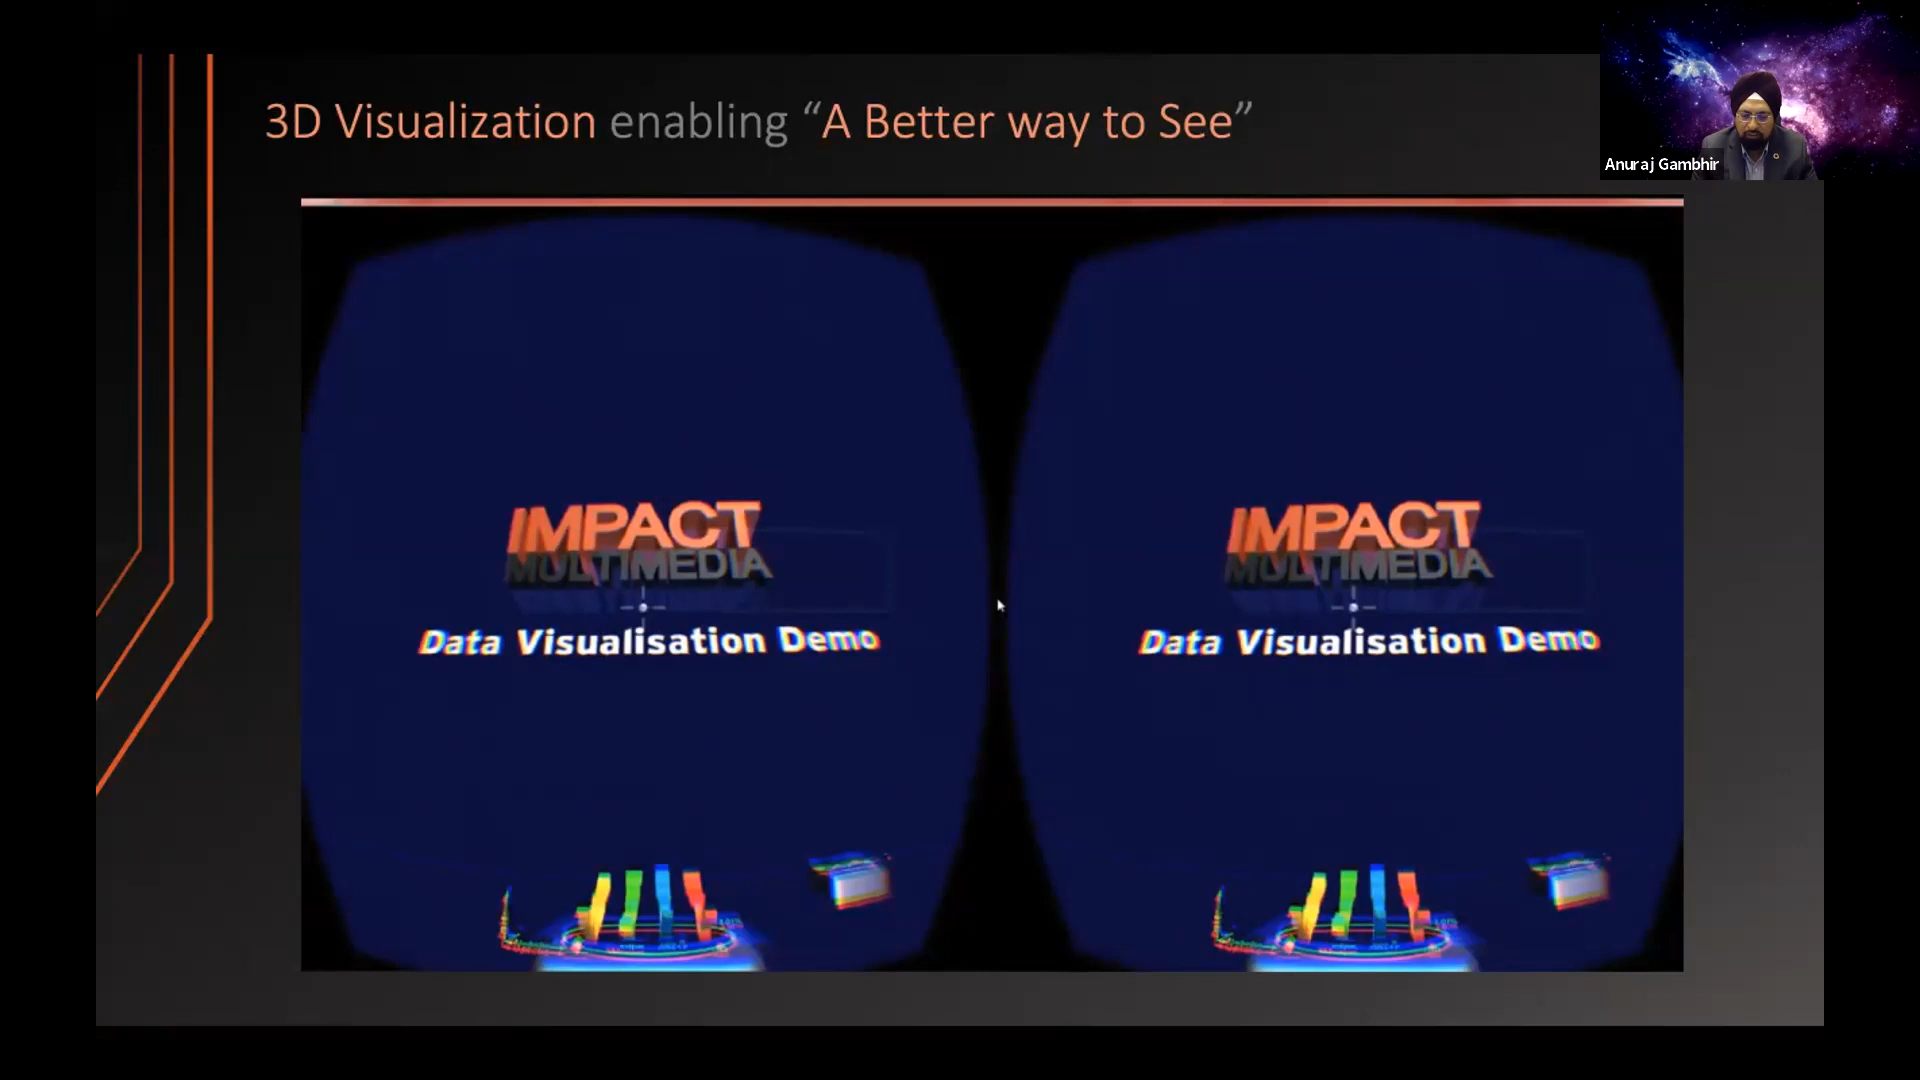 3D Visualization enabling “A Better way to See”
Anuraj Gambhir
IMPACT
MULTIMEDIA
Data Visualisation Demo
IMPACT
MULTIMEDIA
Data Visualisation Demo